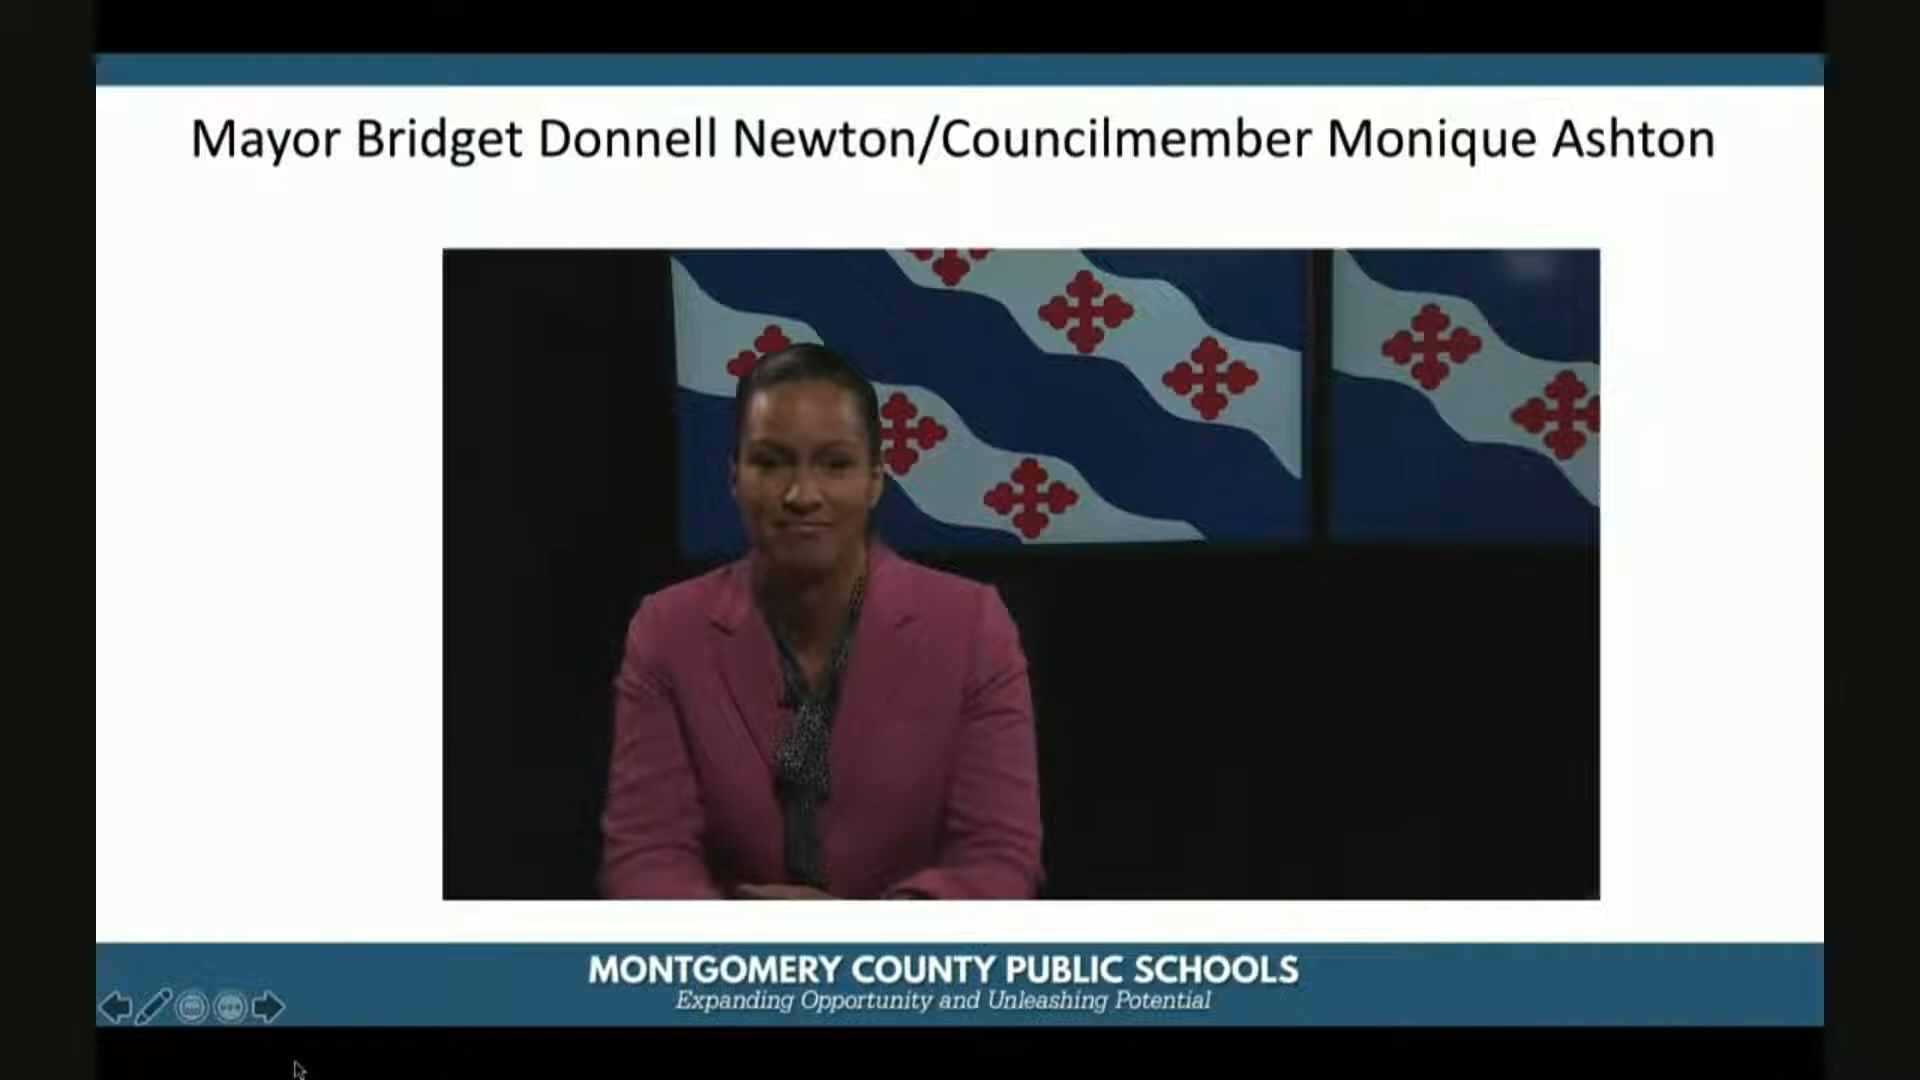 Mayor Bridget Donnell Newton/Councilmember Monique Ashton
MONTGOMERY COUNTY PUBLIC SCHOOLS
Expanding Opportunity and Unleashing Potential